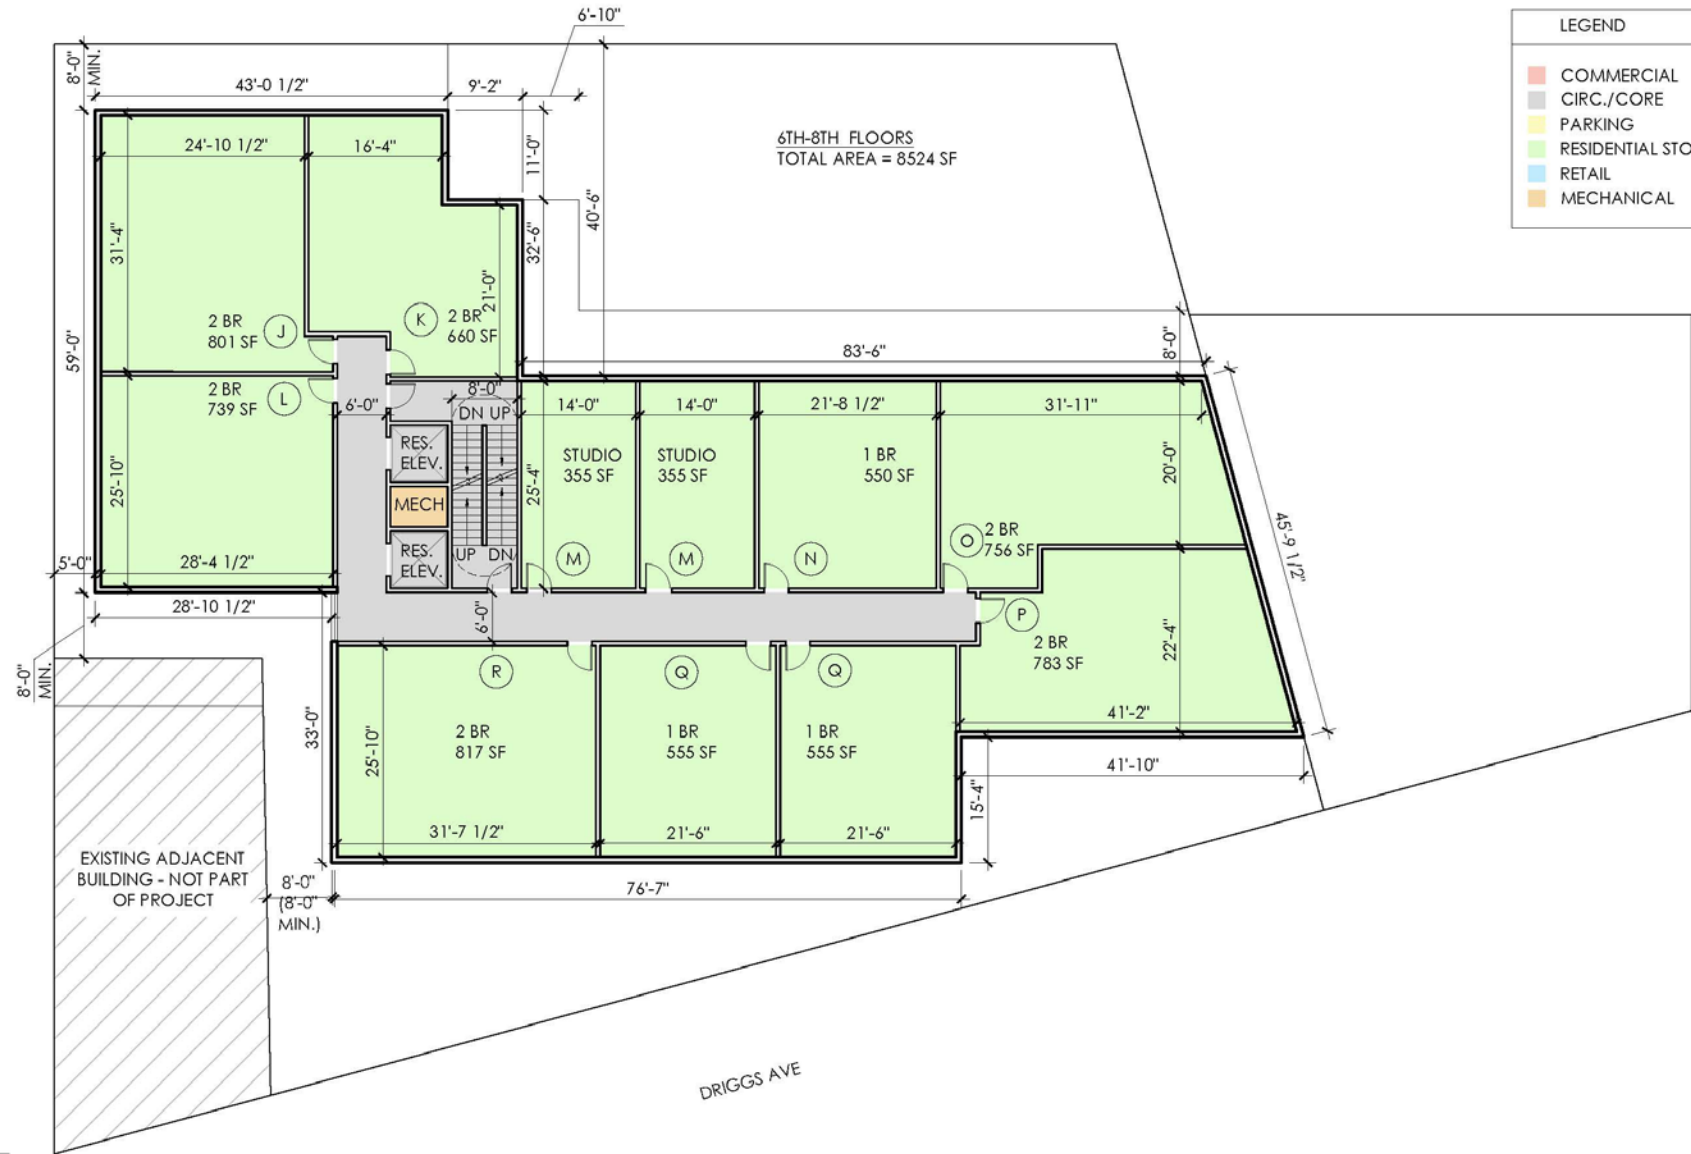 6'-10"
LEGEND
COMMERCIAL
CIRC./CORE
PARKING
RESIDENTIAL STO
RETAIL
MECHANICAL
8'-0"
MIN.
43'-0 1/2"
9'-2"
6TH-8TH FLOORS
TOTAL AREA = 8524 SF
24'-10 1/2"
16'-4"
11'-0"
40'-6"
31'-4"
32'-6"
21'-0"
59'-0"
2 BR
801 SF
J
K
2 BR
660 SF
83'-6"
8'-0"
2 BR
739 SF
L
6'-0"
8'-0"
DN UP
14'-0"
14'-0"
21'-8 1/2"
31'-11"
RES.
ELEV.
STUDIO
355 SF
STUDIO
355 SF
1 BR
550 SF
20'-0"
25'-10"
25'-4"
MECH
45'-9 1/2"
RES.
ELEV.
UP DN
M
M
N
O
2 BR
756 SF
5'-0"
28'-4 1/2"
28'-10 1/2"
6'-0"
P
2 BR
783 SF
22'-4"
8'-0"
MIN.
R
Q
Q
41'-2"
33'-0"
25'-10"
2 BR
817 SF
1 BR
555 SF
1 BR
555 SF
41'-10"
15'-4"
31'-7 1/2"
21'-6"
21'-6"
EXISTING ADJACENT
BUILDING - NOT PART
OF PROJECT
8'-0"
(8'-0"
MIN.)
76'-7"
DRIGGS AVE